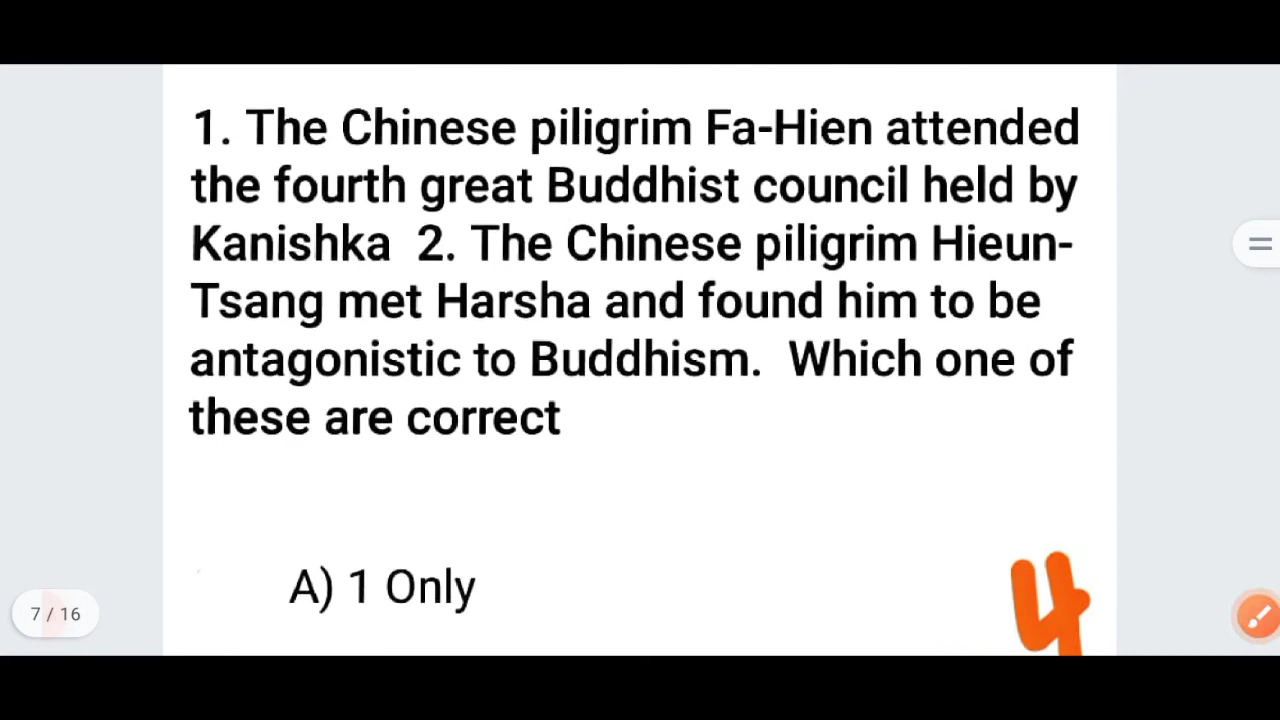 1. The Chinese piligrim Fa-Hien attended
the fourth great Buddhist council held by
Kanishka 2. The Chinese piligrim Hieun-
Tsang met Harsha and found him to be
antagonistic to Buddhism. Which one of
these are correct
A) 1 Only
4
7 / 16